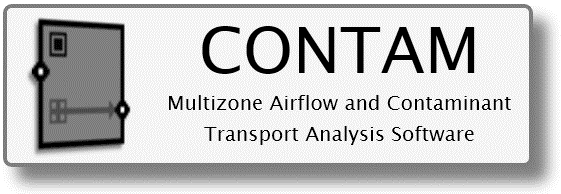 CONTAM
Multizone Airflow and Contaminant
Transport Analysis Software